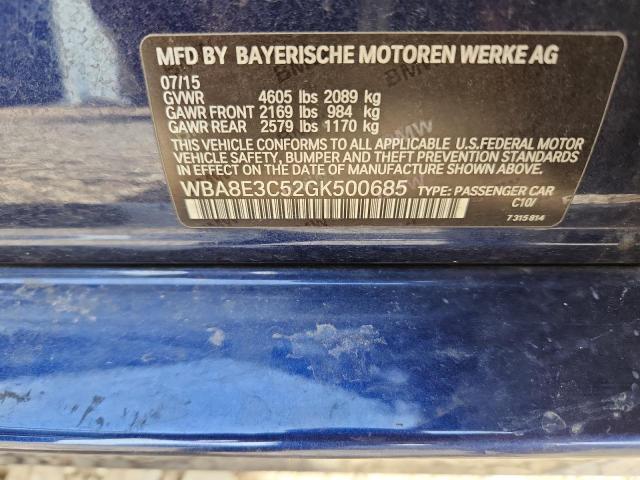 MFD BY BAYERISCHE MOTOREN WERKE AG
07/15
GVWR 4605 lbs 2089 kg
GAWR FRONT 2169 lbs 984 kg
GAWR REAR 2579 lbs 1170 kg
THIS VEHICLE CONFORMS TO ALL APPLICABLE U.S.FEDERAL MOTOR
VEHICLE SAFETY, BUMPER AND THEFT PREVENTION STANDARDS
IN EFFECT ON THE DATE OF MANUFACTURE SHOWN ABOVE.
WBA8E3C52GK500685 TYPE: PASSENGER CAR
C10/
7315814